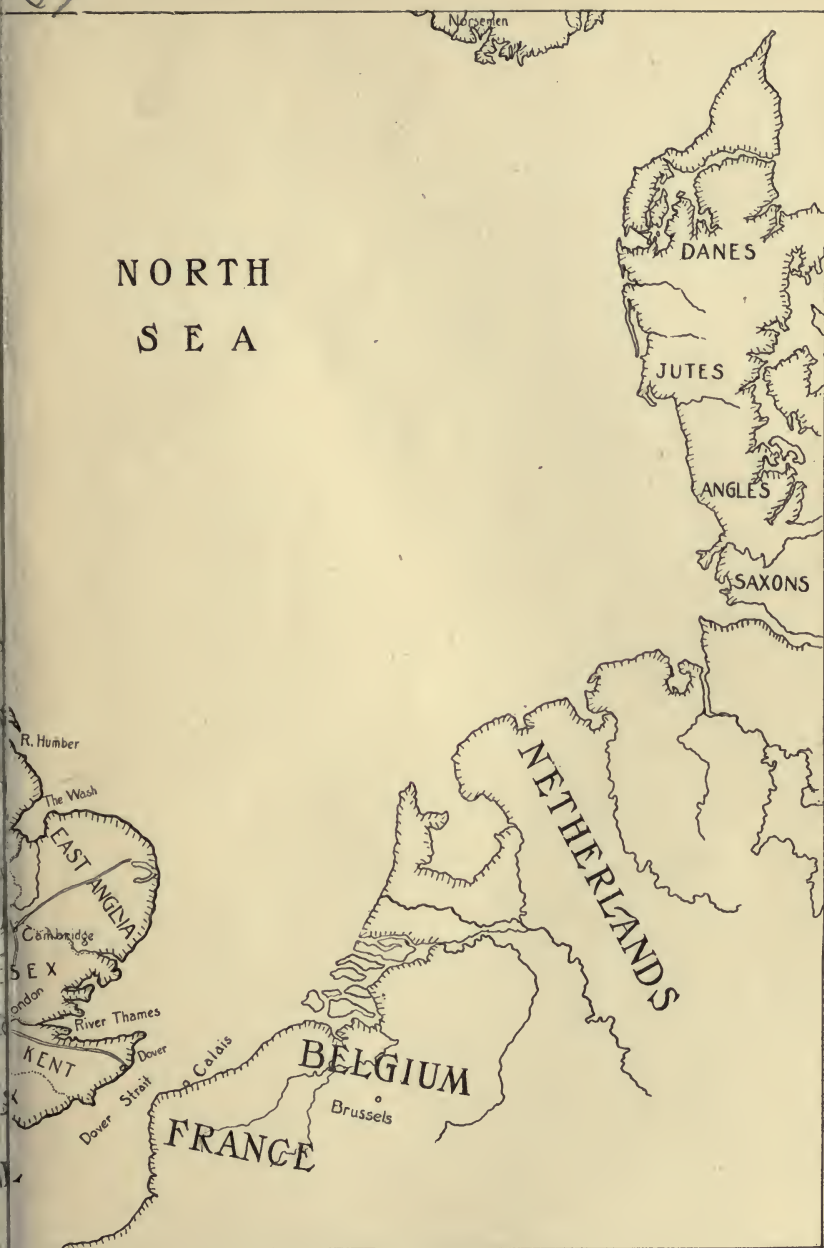 Norsemen
NORTH
SEA
DANES
JUTES
ANGLES
SAXONS
R. Humber
The Wash
EAST ANGLIA
NETHERLANDS
Cambridge
SEX
ondon
River Thames
KENT
Dover
Dover Strait
Calais
BELGIUM
Brussels
FRANCE